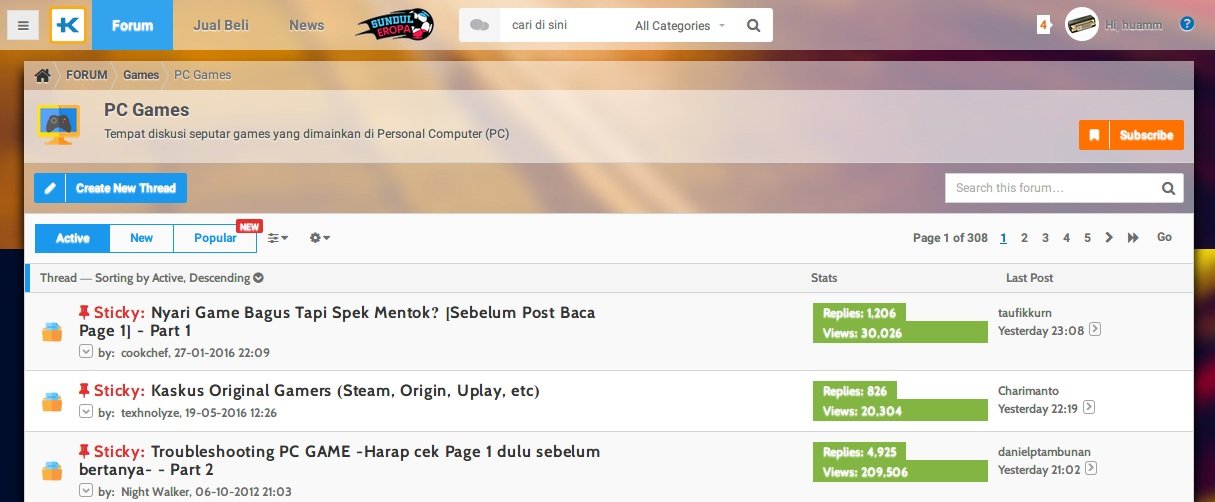 Forum
Jual Beli
News
SUNDUL
EROPA
cari di sini
All Categories
4
Hi, huamm
?
FORUM
Games
PC Games
PC Games
Tempat diskusi seputar games yang dimainkan di Personal Computer (PC)
Subscribe
Create New Thread
Search this forum...
Active
New
Popular
NEW
Page 1 of 308 1 2 3 4 5 Go
Thread — Sorting by Active, Descending
Stats
Last Post
Sticky: Nyari Game Bagus Tapi Spek Mentok? [Sebelum Post Baca
Page 1] - Part 1
by: cookchef, 27-01-2016 22:09
Replies: 1,206
Views: 30,026
taufikkurn
Yesterday 23:08
Sticky: Kaskus Original Gamers (Steam, Origin, Uplay, etc)
by: texhnolyze, 19-05-2016 12:26
Replies: 826
Views: 20,304
Charimanto
Yesterday 22:19
Sticky: Troubleshooting PC GAME -Harap cek Page 1 dulu sebelum
bertanya- - Part 2
by: Night Walker, 06-10-2012 21:03
Replies: 4,925
Views: 209,506
danielptambunan
Yesterday 21:02